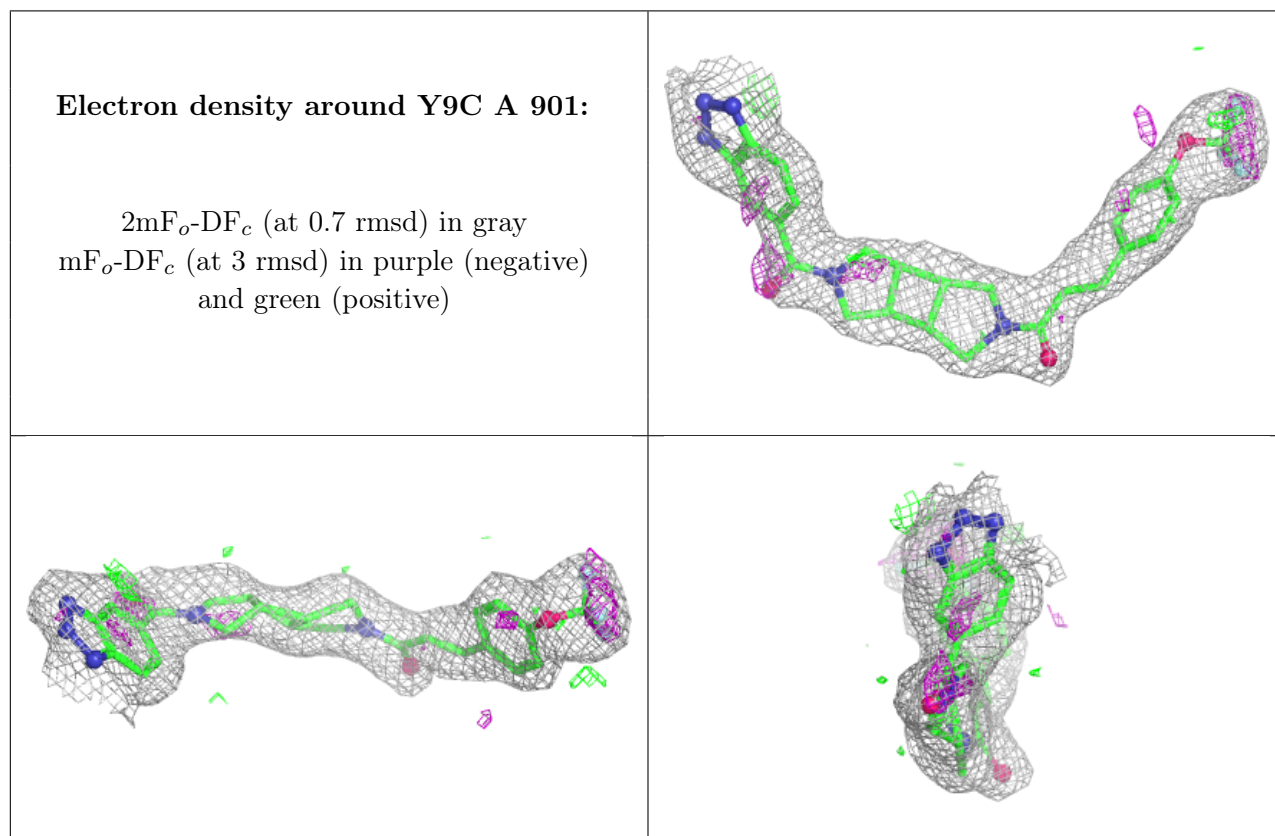 Electron density around Y9C A 901:
2mFo-DFc (at 0.7 rmsd) in gray
mFo-DFc (at 3 rmsd) in purple (negative)
and green (positive)